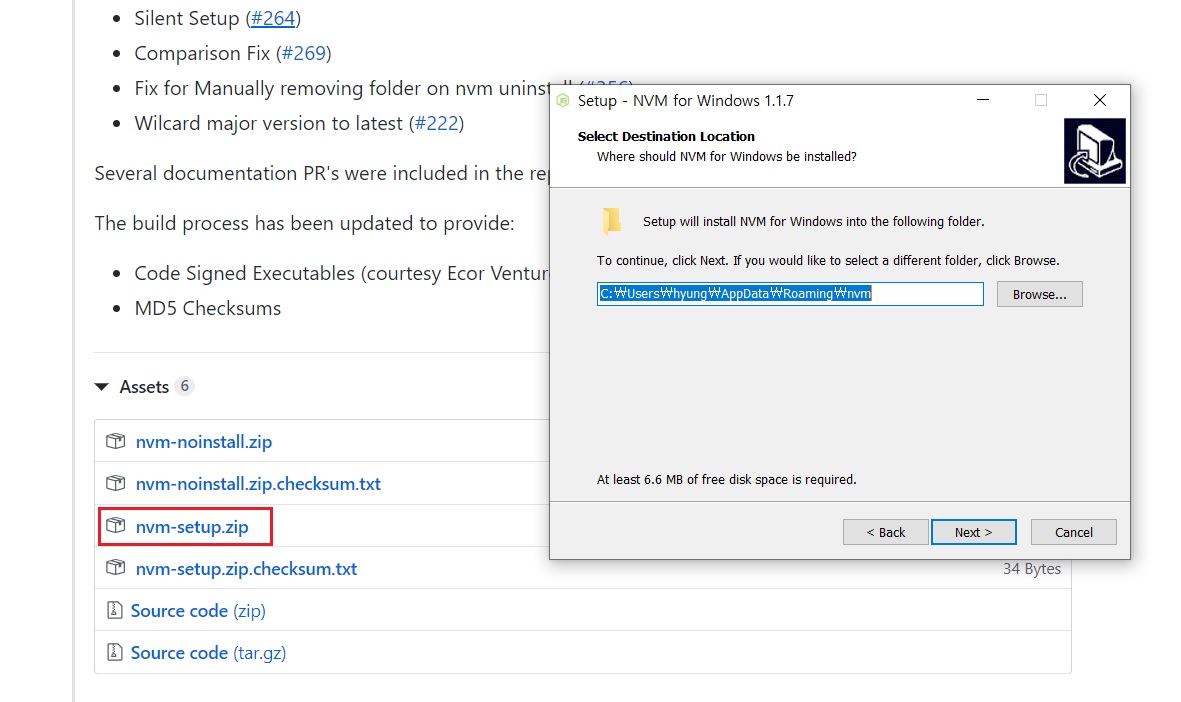 Silent Setup (#264)
Comparison Fix (#269)
Fix for Manually removing folder on nvm
Wilcard major version to latest (#222)
Several documentation PR's were included in the
The build process has been updated to provide:
Code Signed Executables (courtesy Ecor
MD5 Checksums
Assets 6
nvm-noinstall.zip
nvm-noinstall.zip.checksum.txt
nvm-setup.zip
nvm-setup.zip.checksum.txt
34 Bytes
Source code (zip)
Source code (tar.gz)
Setup - NVM for Windows 1.1.7
Select Destination Location
Where should NVM for Windows be installed?
Setup will install NVM for Windows into the following folder.
To continue, click Next. If you would like to select a different folder, click Browse.
C:₩Users₩hyung₩AppData₩Roaming₩nvm
Browse...
At least 6.6 MB of free disk space is required.
< Back
Next >
Cancel